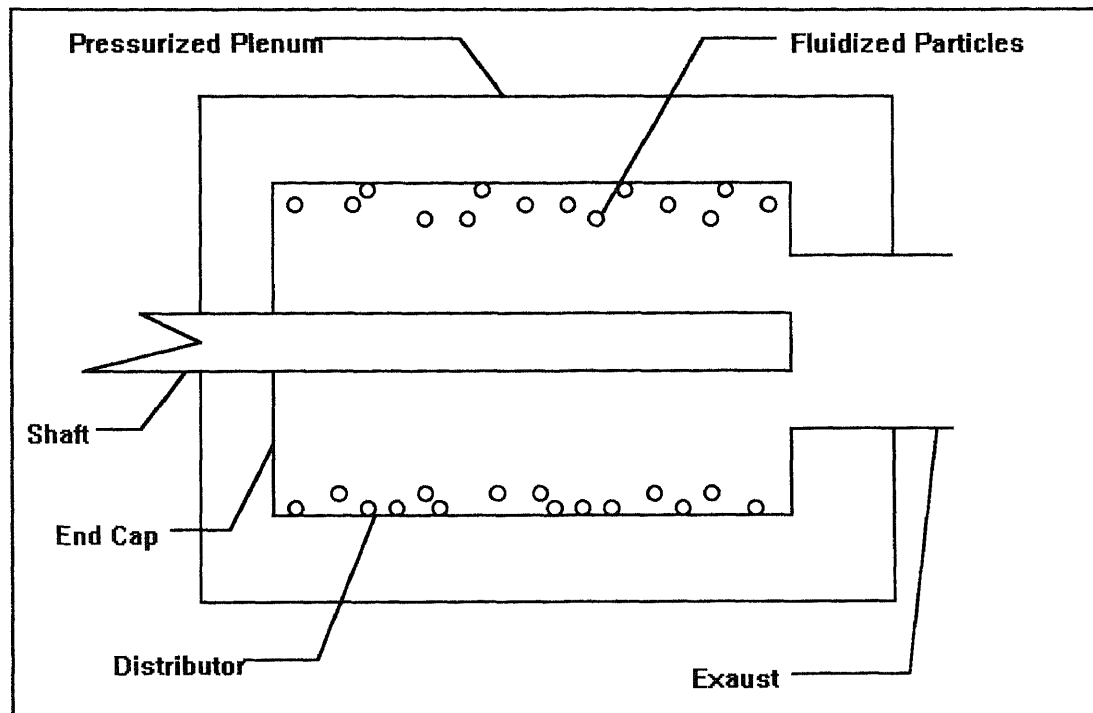 Pressurized Plenum
Fluidized Particles
Shaft
End Cap
Distributor
Exaust